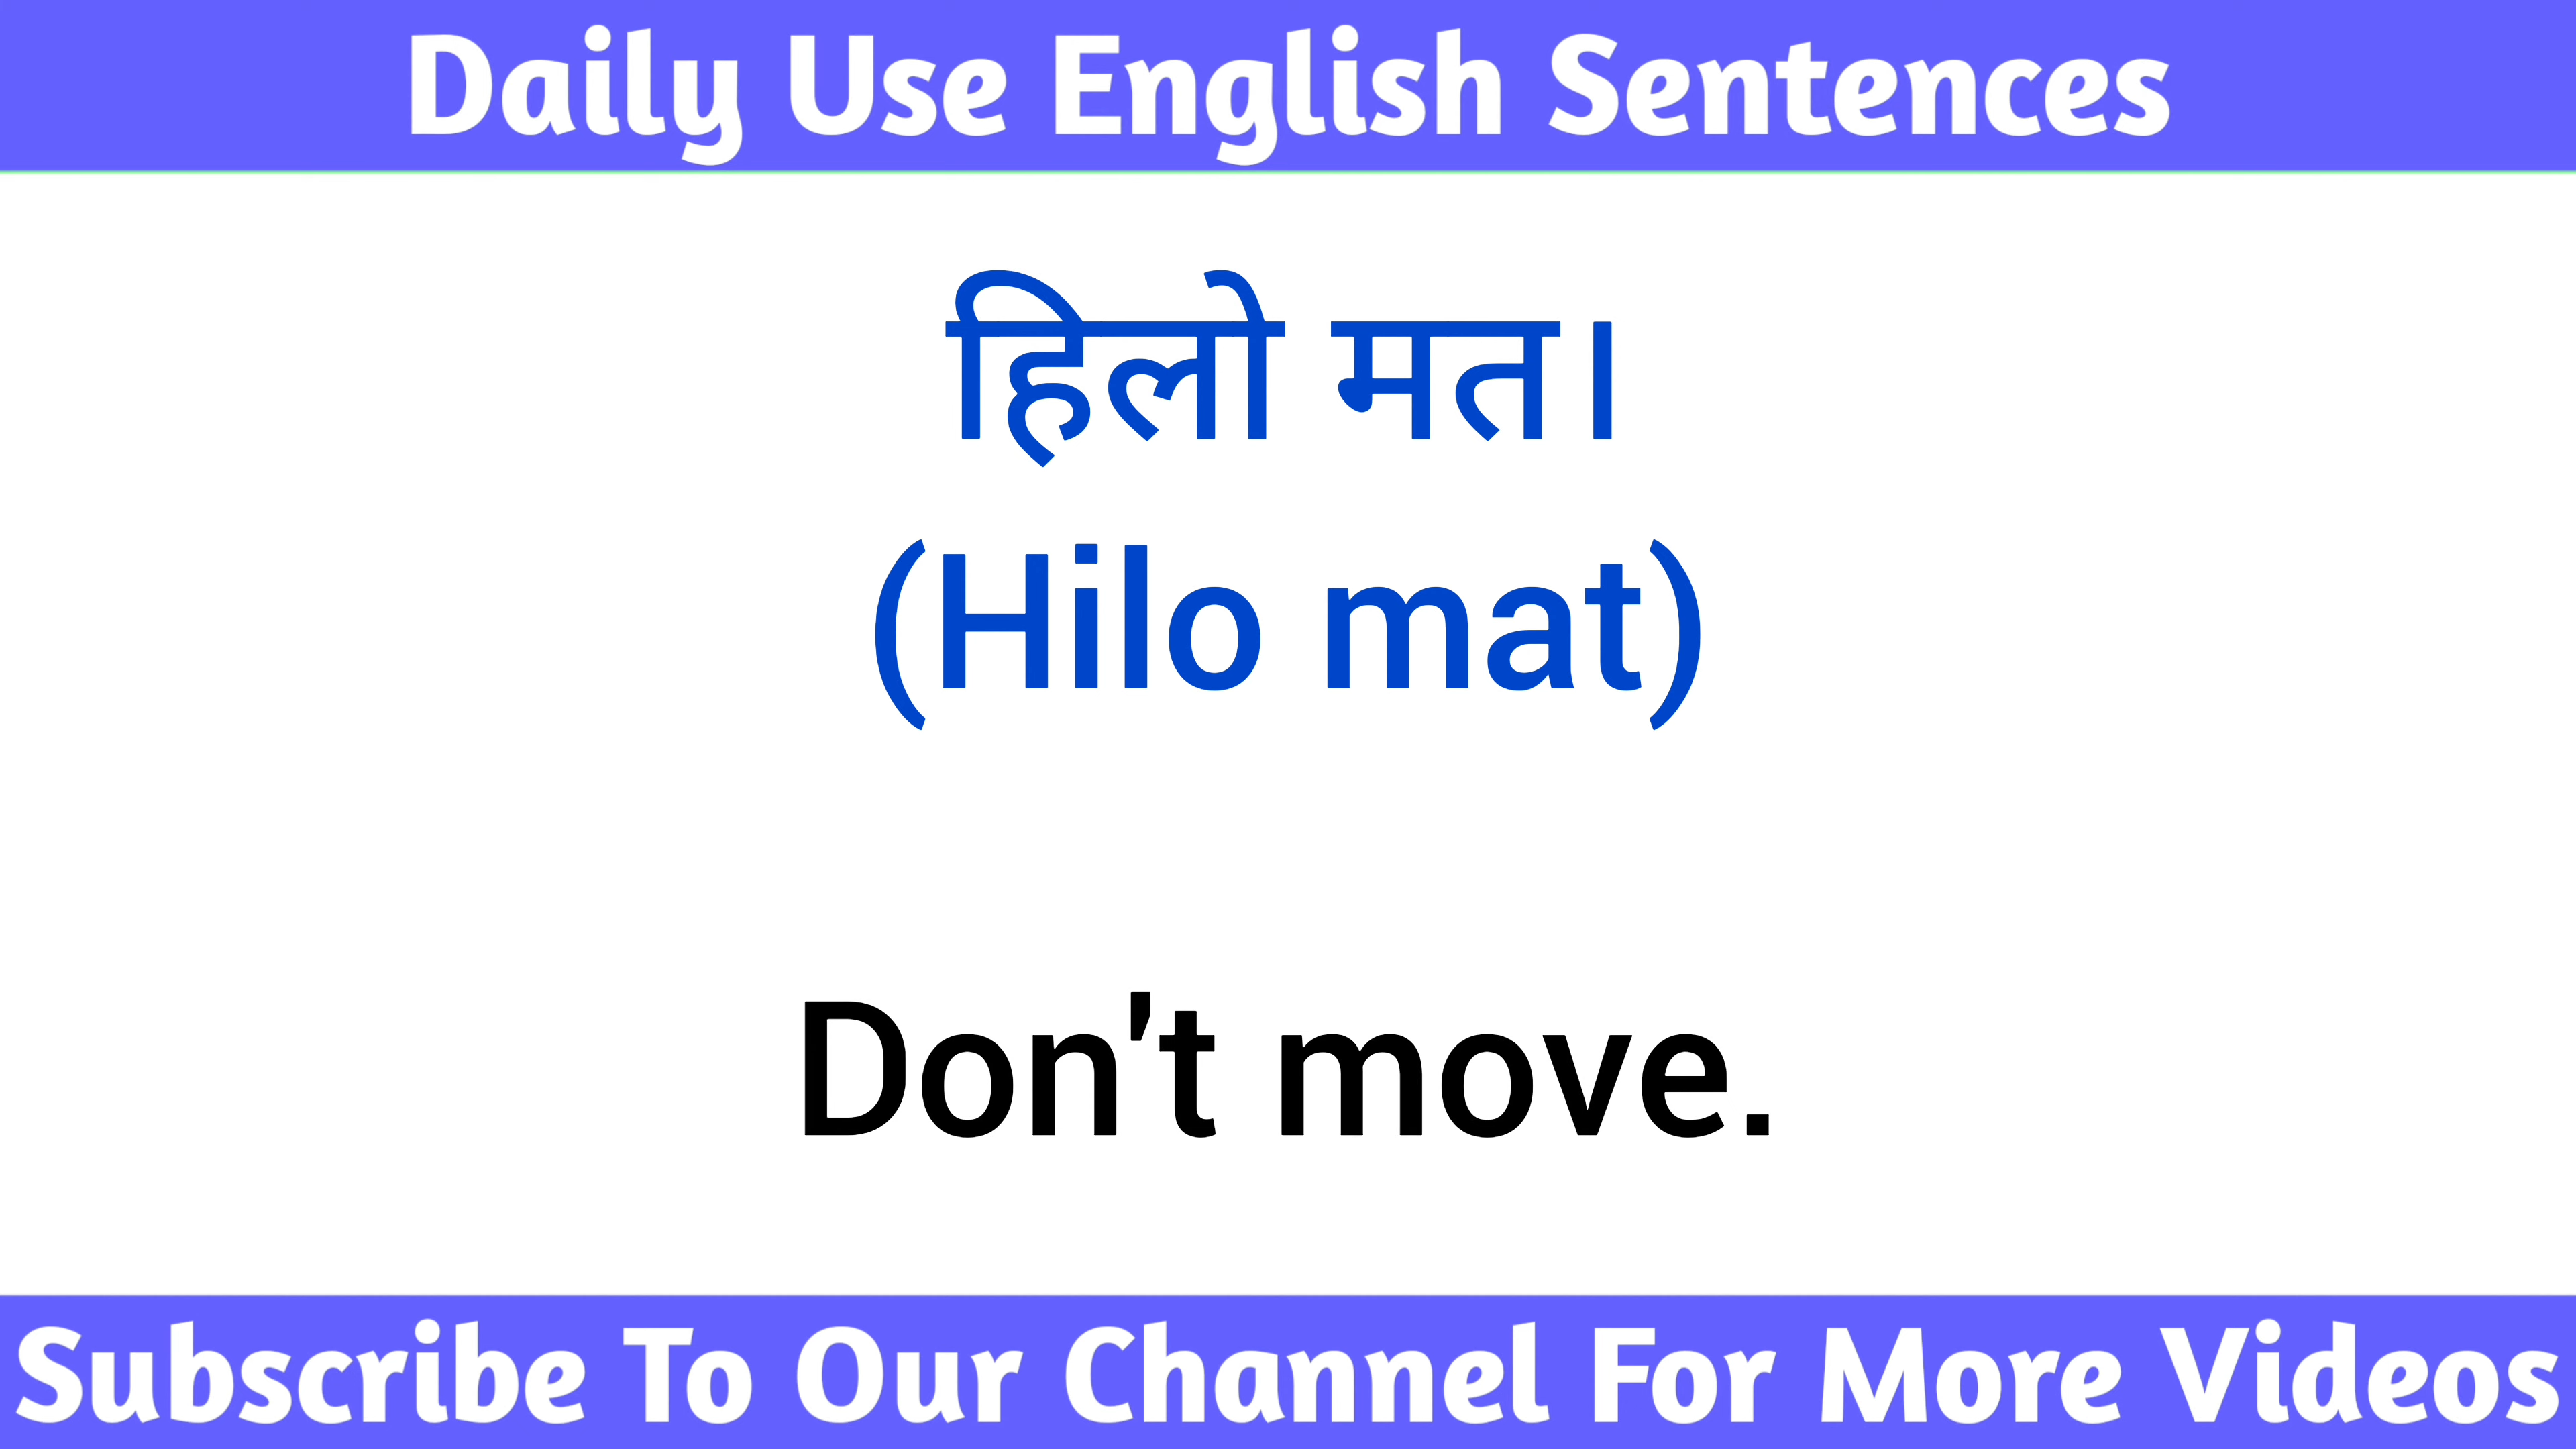 Daily Use English Sentences
हिलो मत।
(Hilo mat)
Don't move.
Subscribe To Our Channel For More Videos